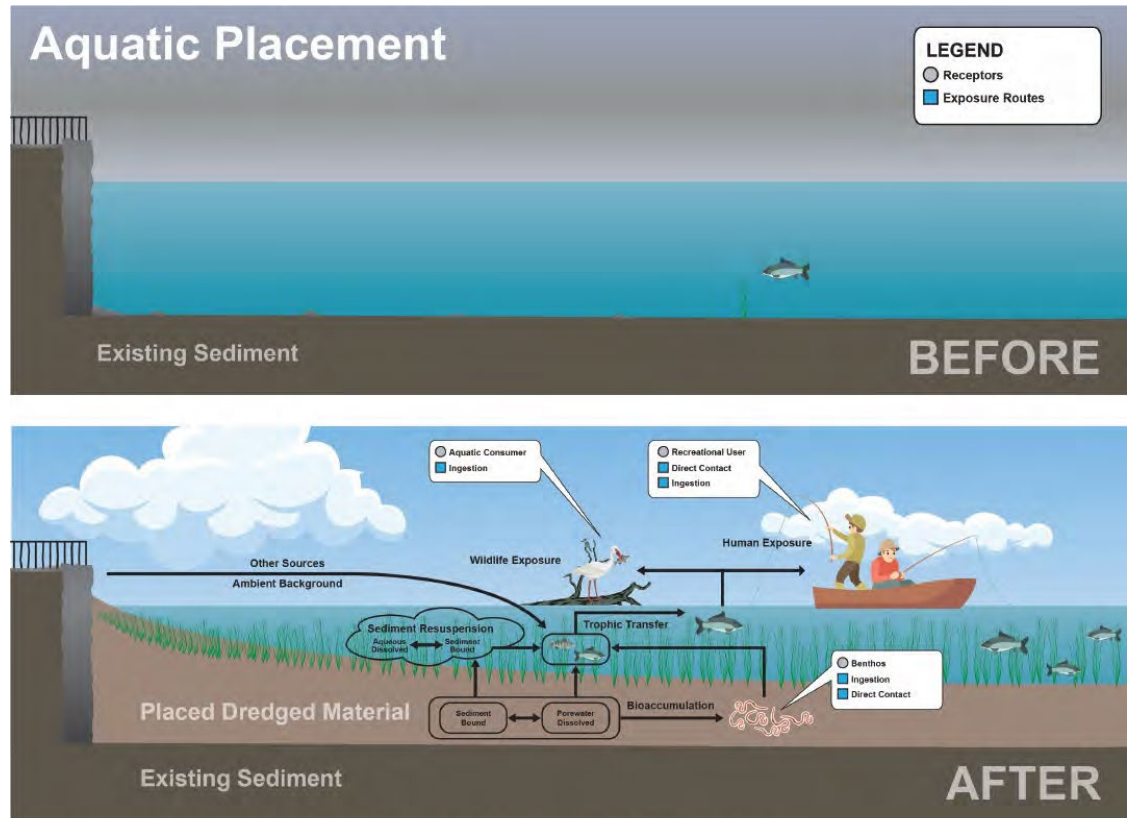 Aquatic Placement
LEGEND
Receptors
Exposure Routes
Existing Sediment
BEFORE
Aquatic Consumer
Ingestion
Recreational User
Direct Contact
Ingestion
Other Sources
Ambient Background
Wildlife Exposure
Human Exposure
Sediment Resuspension
Aqueous
Dissolved
Sediment
Bound
Trophic Transfer
Benthos
Ingestion
Direct Contact
Placed Dredged Material
Sediment
Bound
Porewater
Dissolved
Bioaccumulation
Existing Sediment
AFTER